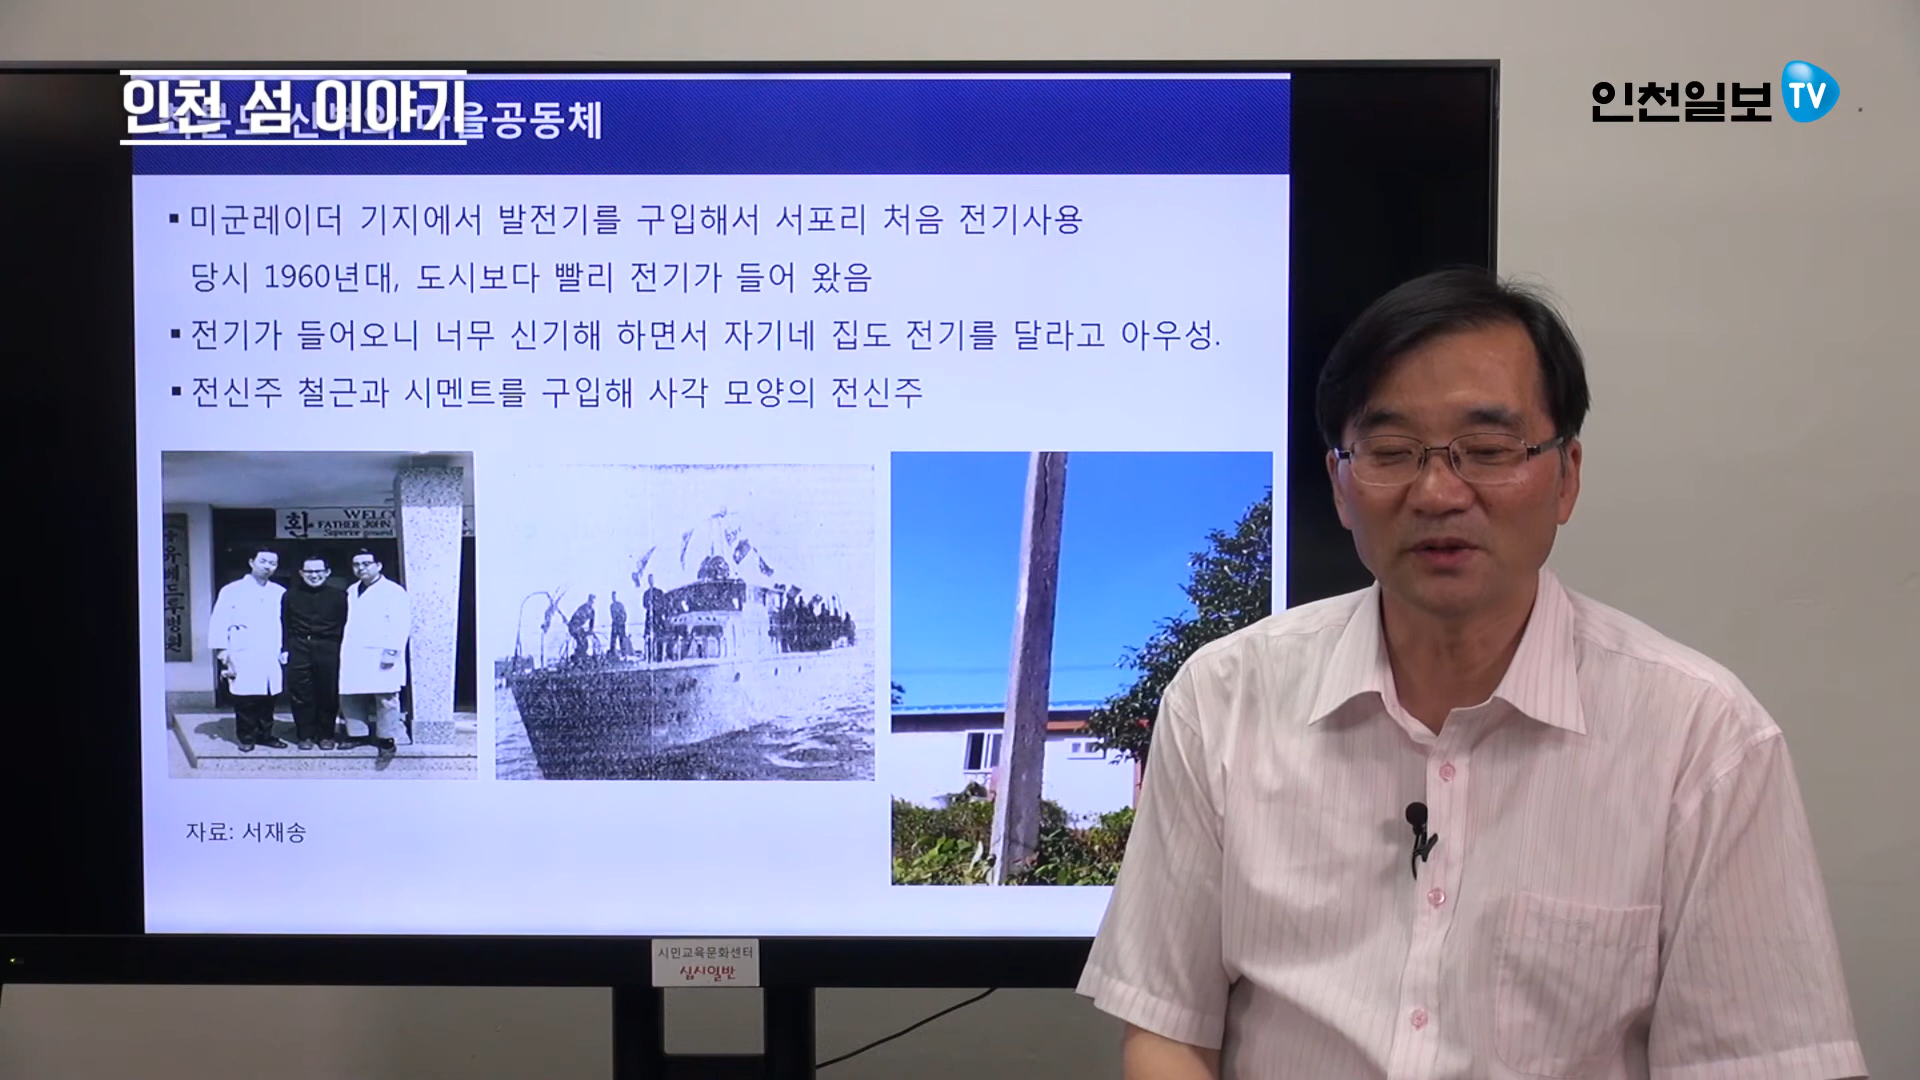 인천 섬 이야기
마을공동체
인천일보 TV
▪ 미군레이더 기지에서 발전기를 구입해서 서포리 처음 전기사용
당시 1960년대, 도시보다 빨리 전기가 들어 왔음
▪ 전기가 들어오니 너무 신기해 하면서 자기네 집도 전기를 달라고 아우성.
▪ 전신주 철근과 시멘트를 구입해 사각 모양의 전신주
환
FATHER JOHN
Superior
자료: 서재송
시민교육문화센터
십시일반